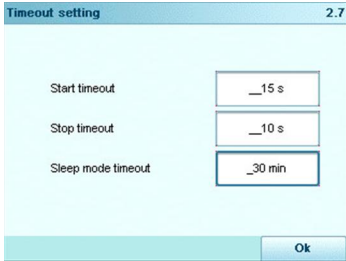 Timeout setting 2.7
Start timeout __15 s
Stop timeout __10 s
Sleep mode timeout _30 min
Ok